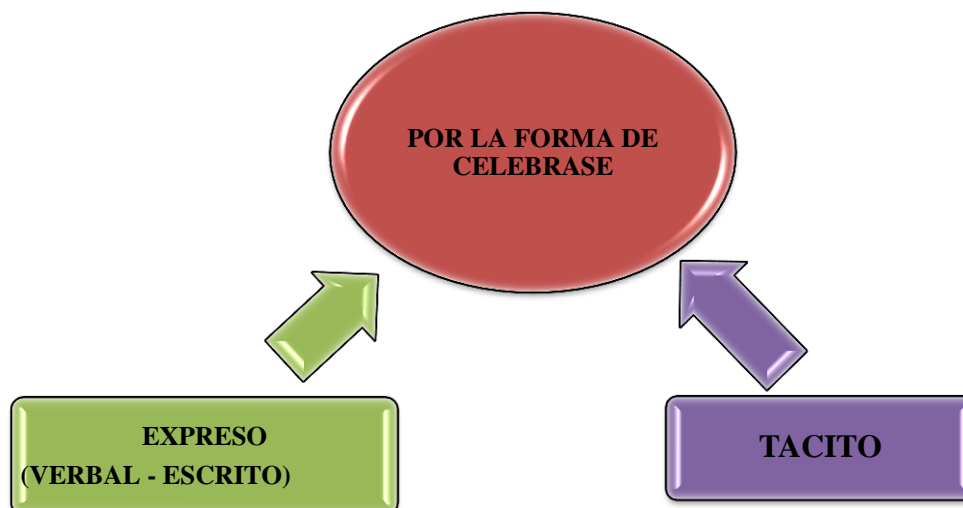 POR LA FORMA DE
CELEBRASE
EXPRESO
(VERBAL - ESCRITO)
TACITO